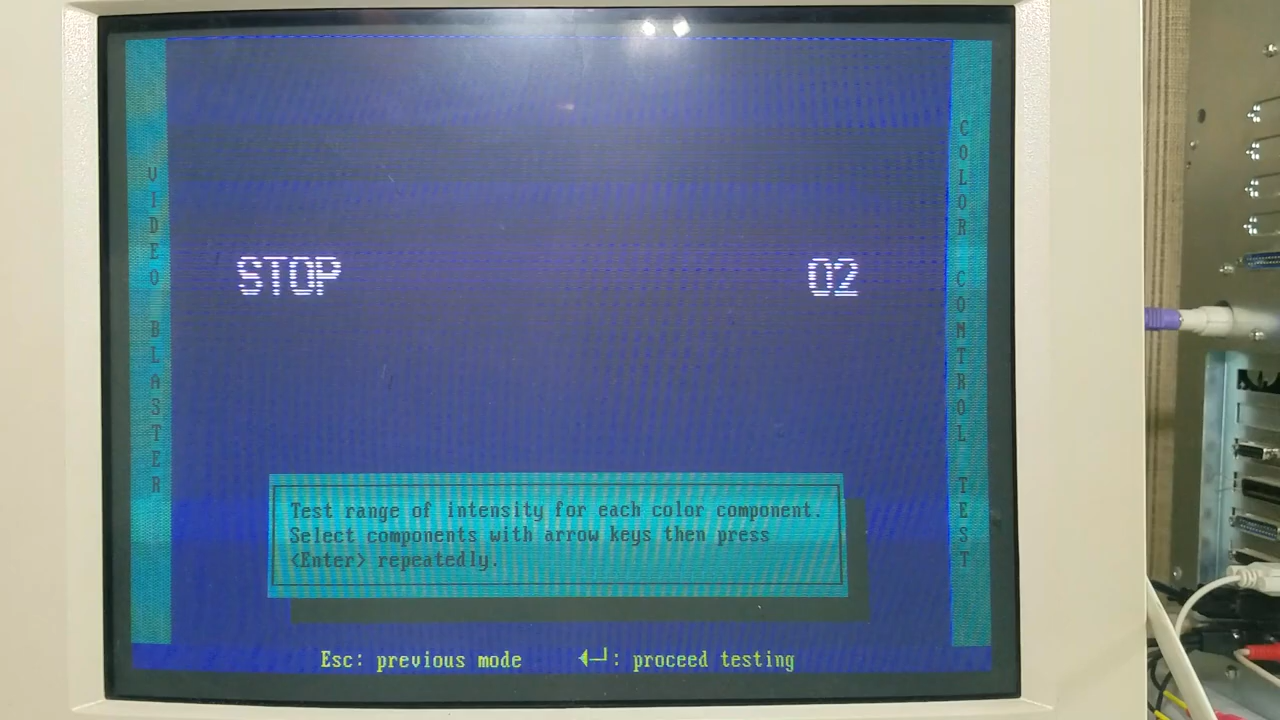 VIDEO BLASTER
COLOR CONTROL TEST
STOP 02
Test range of intensity for each color component.
Select components with arrow keys then press
<Enter> repeatedly.
Esc: previous mode ◄─┘: proceed testing